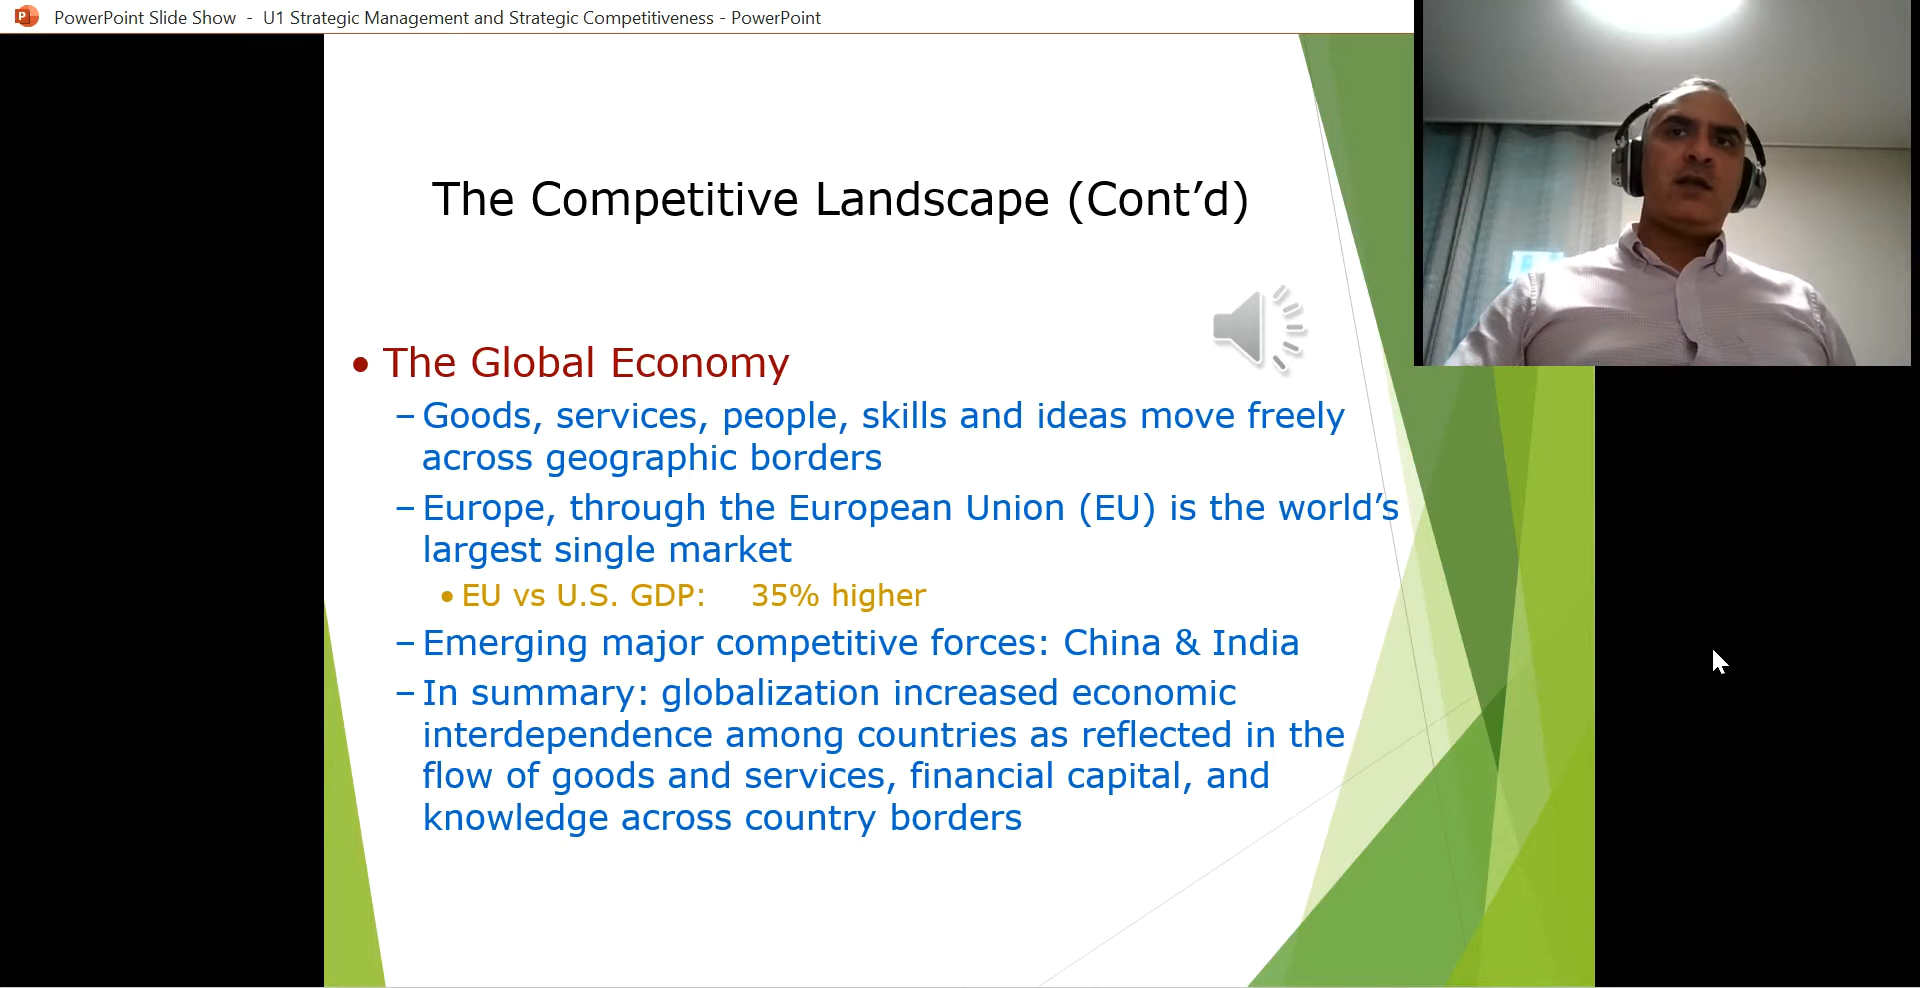 PowerPoint Slide Show - U1 Strategic Management and Strategic Competitiveness - PowerPoint
The Competitive Landscape (Cont’d)
• The Global Economy
– Goods, services, people, skills and ideas move freely
across geographic borders
– Europe, through the European Union (EU) is the world’s
largest single market
• EU vs U.S. GDP: 35% higher
– Emerging major competitive forces: China & India
– In summary: globalization increased economic
interdependence among countries as reflected in the
flow of goods and services, financial capital, and
knowledge across country borders